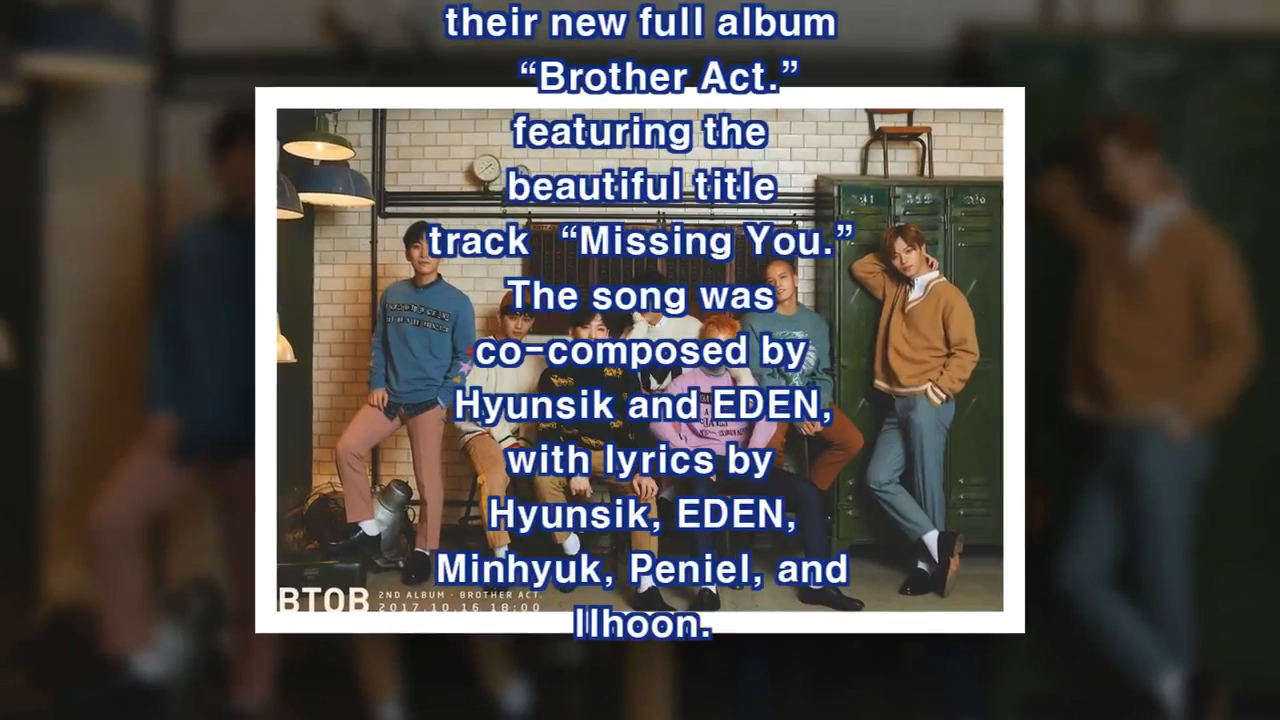 their new full album
“Brother Act.”
featuring the
beautiful title
track “Missing You.”
The song was
co-composed by
Hyunsik and EDEN,
with lyrics by
Hyunsik, EDEN,
Minhyuk, Peniel, and
Ilhoon.
BTOB
2ND ALBUM - BROTHER ACT.
2017.10.16 18:00